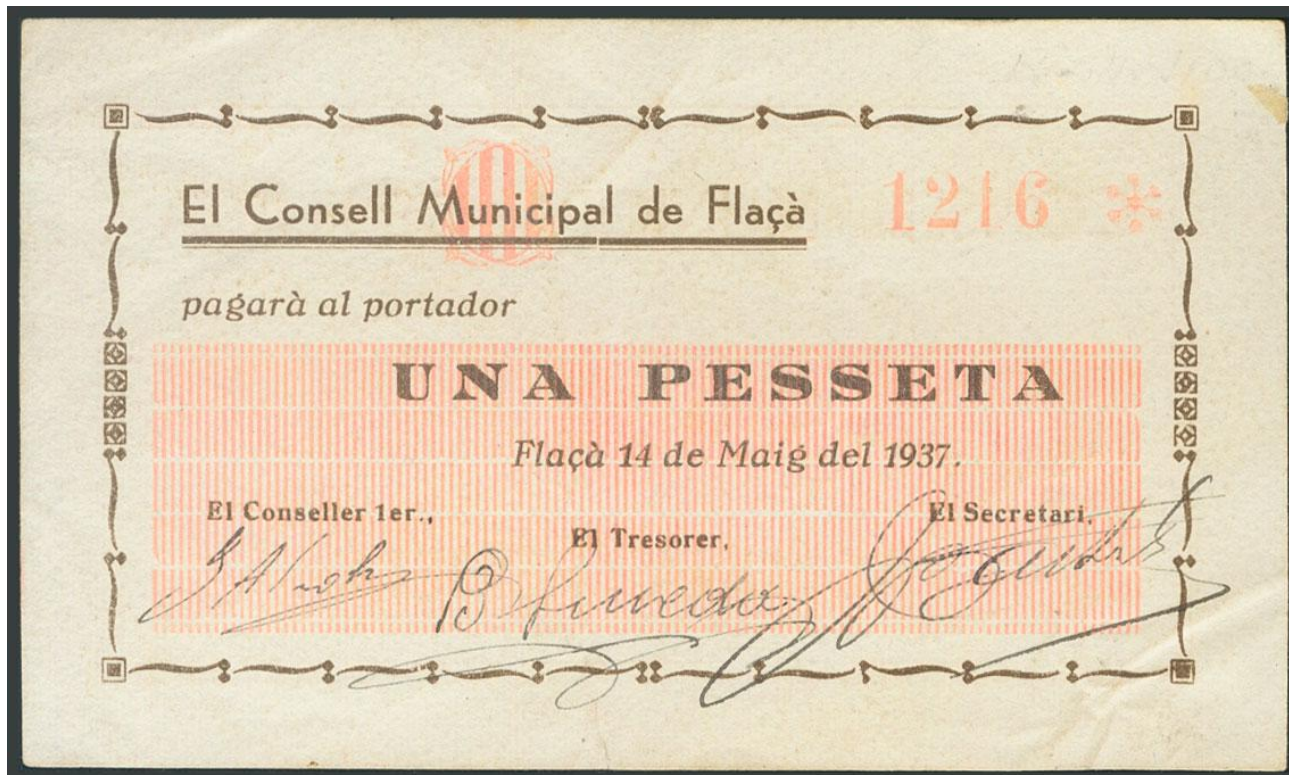 El Consell Municipal de Flaçà 1216 *
pagarà al portador
UNA PESSETA
Flaçà 14 de Maig del 1937.
El Conseller 1er.,
El Tresorer,
El Secretari,